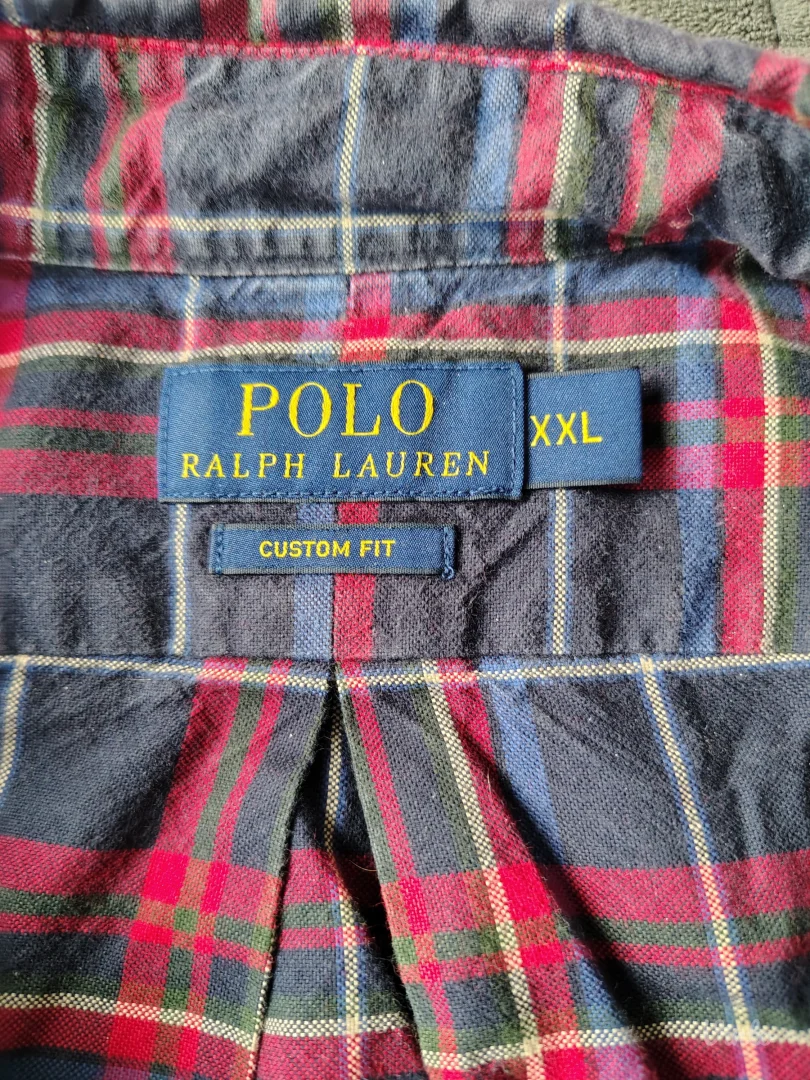 POLO
RALPH LAUREN
XXL
CUSTOM FIT